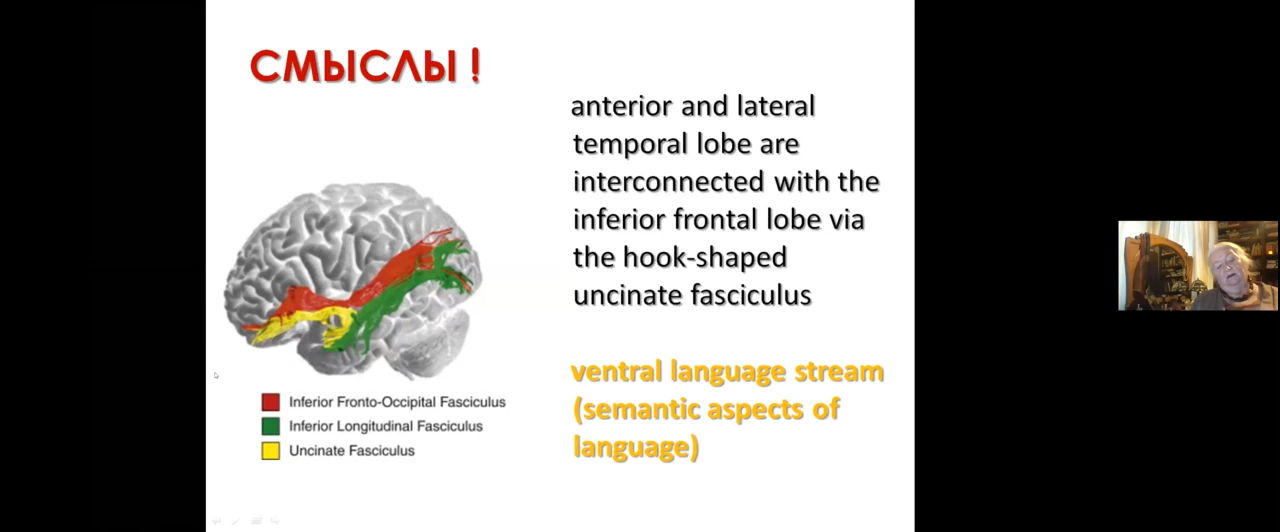 СМЫСЛЫ !
anterior and lateral
temporal lobe are
interconnected with the
inferior frontal lobe via
the hook-shaped
uncinate fasciculus
ventral language stream
(semantic aspects of
language)
Inferior Fronto-Occipital Fasciculus
Inferior Longitudinal Fasciculus
Uncinate Fasciculus